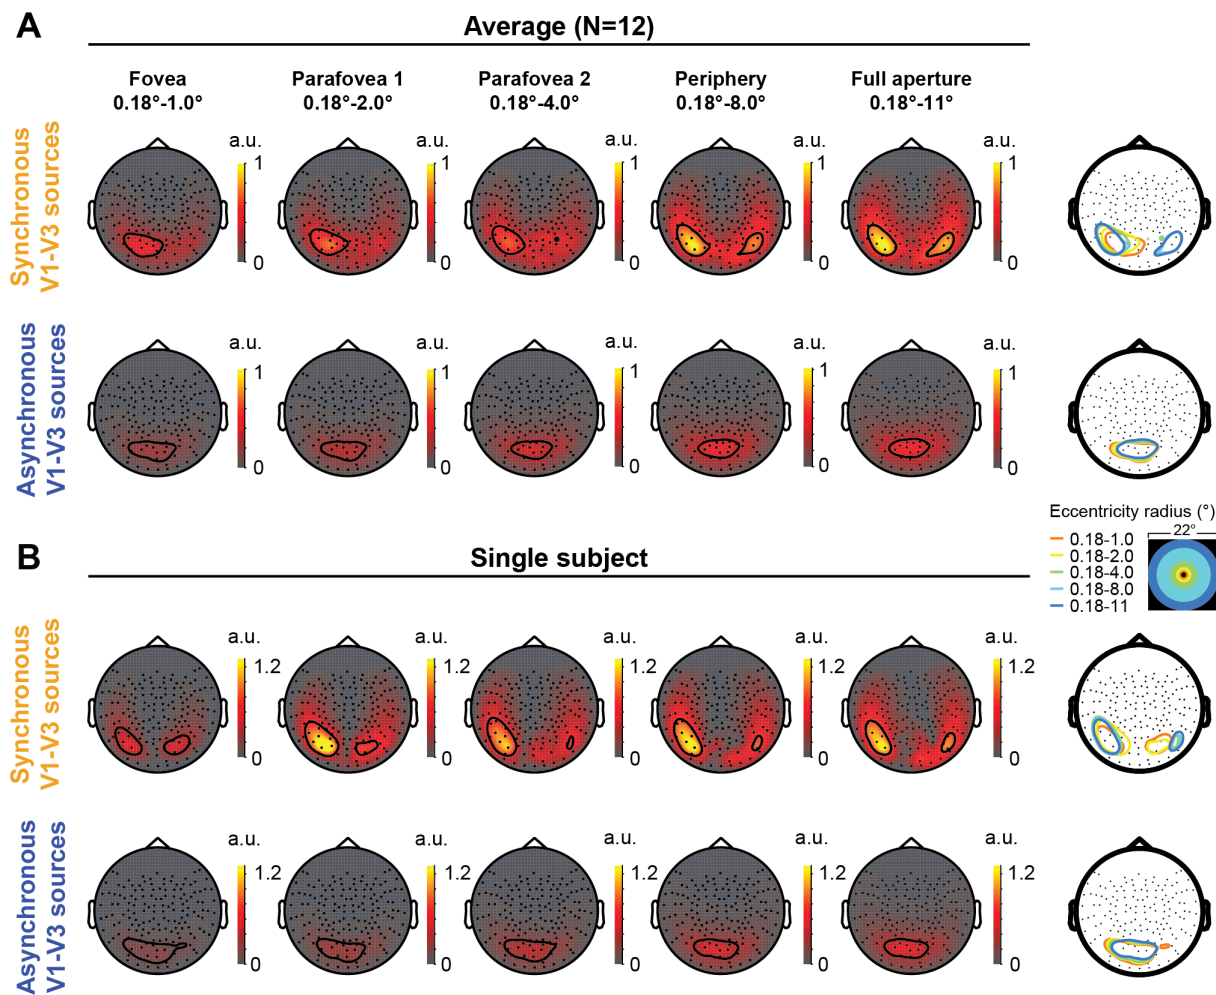 A
Average (N=12)
Fovea
0.18°-1.0°
Parafovea 1
0.18°-2.0°
Parafovea 2
0.18°-4.0°
Periphery
0.18°-8.0°
Full aperture
0.18°-11°
Synchronous
V1-V3 sources
a.u.
1
0
a.u.
1
0
a.u.
1
0
a.u.
1
0
a.u.
1
0
Asynchronous
V1-V3 sources
a.u.
1
0
a.u.
1
0
a.u.
1
0
a.u.
1
0
a.u.
1
0
Eccentricity radius (°)
22°
0.18-1.0
0.18-2.0
0.18-4.0
0.18-8.0
0.18-11
B
Single subject
Synchronous
V1-V3 sources
a.u.
1.2
0
a.u.
1.2
0
a.u.
1.2
0
a.u.
1.2
0
a.u.
1.2
0
Asynchronous
V1-V3 sources
a.u.
1.2
0
a.u.
1.2
0
a.u.
1.2
0
a.u.
1.2
0
a.u.
1.2
0